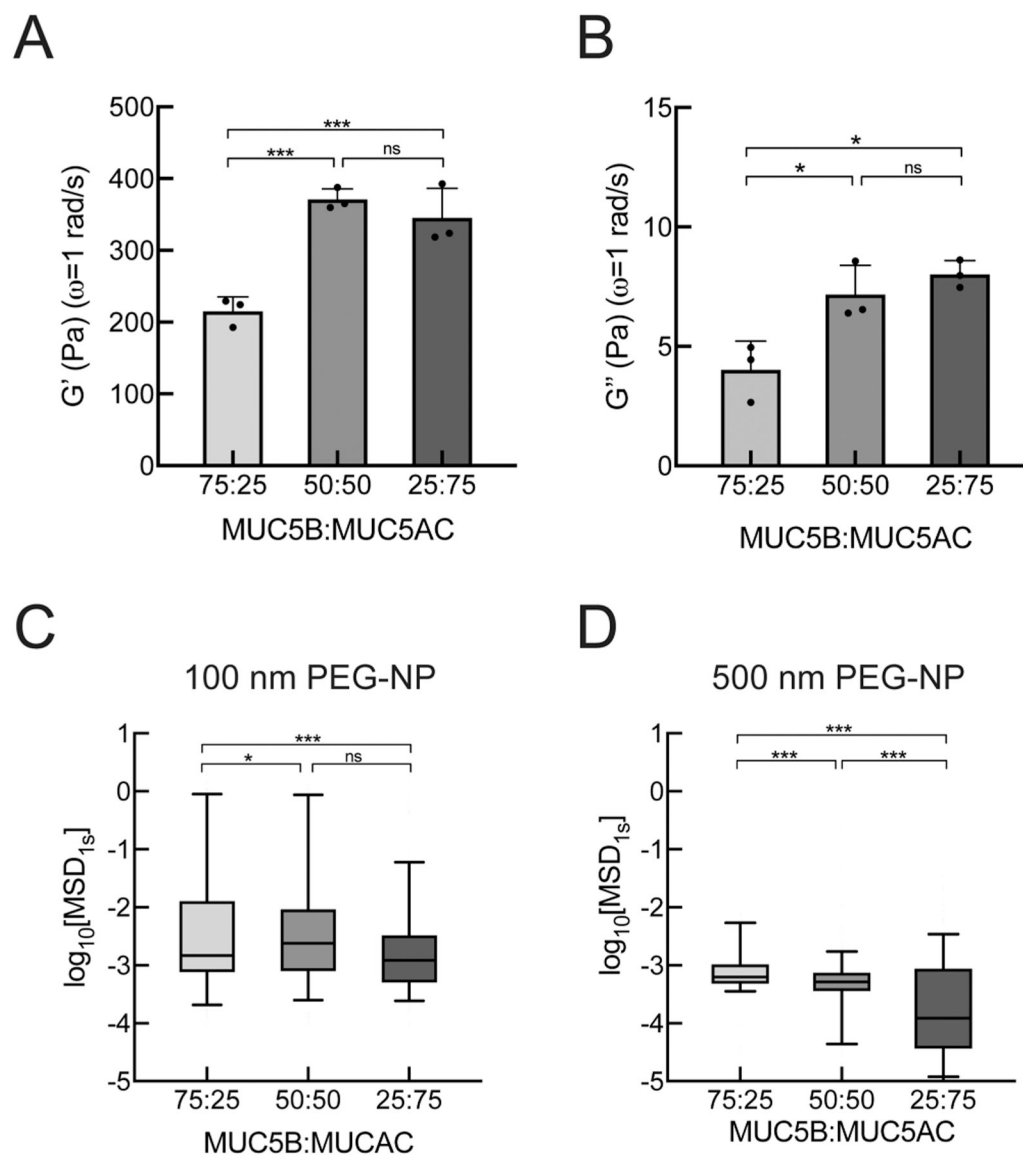 A
G' (Pa) (ω=1 rad/s)
500
400
300
200
100
0
***
***
ns
75:25 50:50 25:75
MUC5B:MUC5AC
B
G'' (Pa) (ω=1 rad/s)
15
10
5
0
*
*
ns
75:25 50:50 25:75
MUC5B:MUC5AC
C
100 nm PEG-NP
log10[MSD1s]
1
0
-1
-2
-3
-4
-5
***
*
ns
75:25 50:50 25:75
MUC5B:MUCAC
D
500 nm PEG-NP
log10[MSD1s]
1
0
-1
-2
-3
-4
-5
***
***
***
75:25 50:50 25:75
MUC5B:MUC5AC